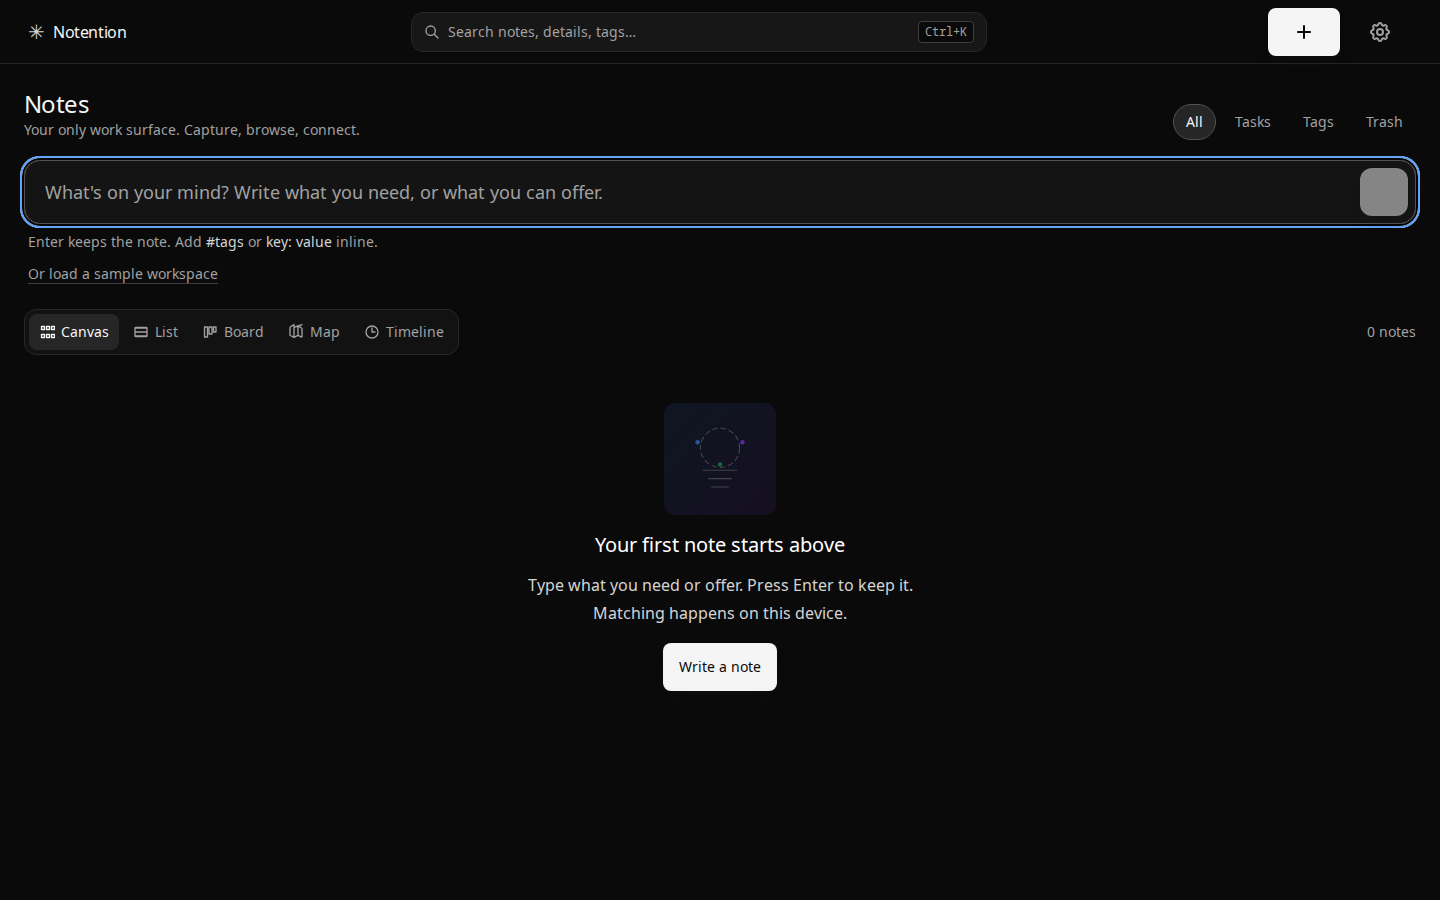 Notention
Search notes, details, tags...
Ctrl+K
Notes
Your only work surface. Capture, browse, connect.
All
Tasks
Tags
Trash
What's on your mind? Write what you need, or what you can offer.
Enter keeps the note. Add #tags or key: value inline.
Or load a sample workspace
Canvas
List
Board
Map
Timeline
0 notes
Your first note starts above
Type what you need or offer. Press Enter to keep it.
Matching happens on this device.
Write a note